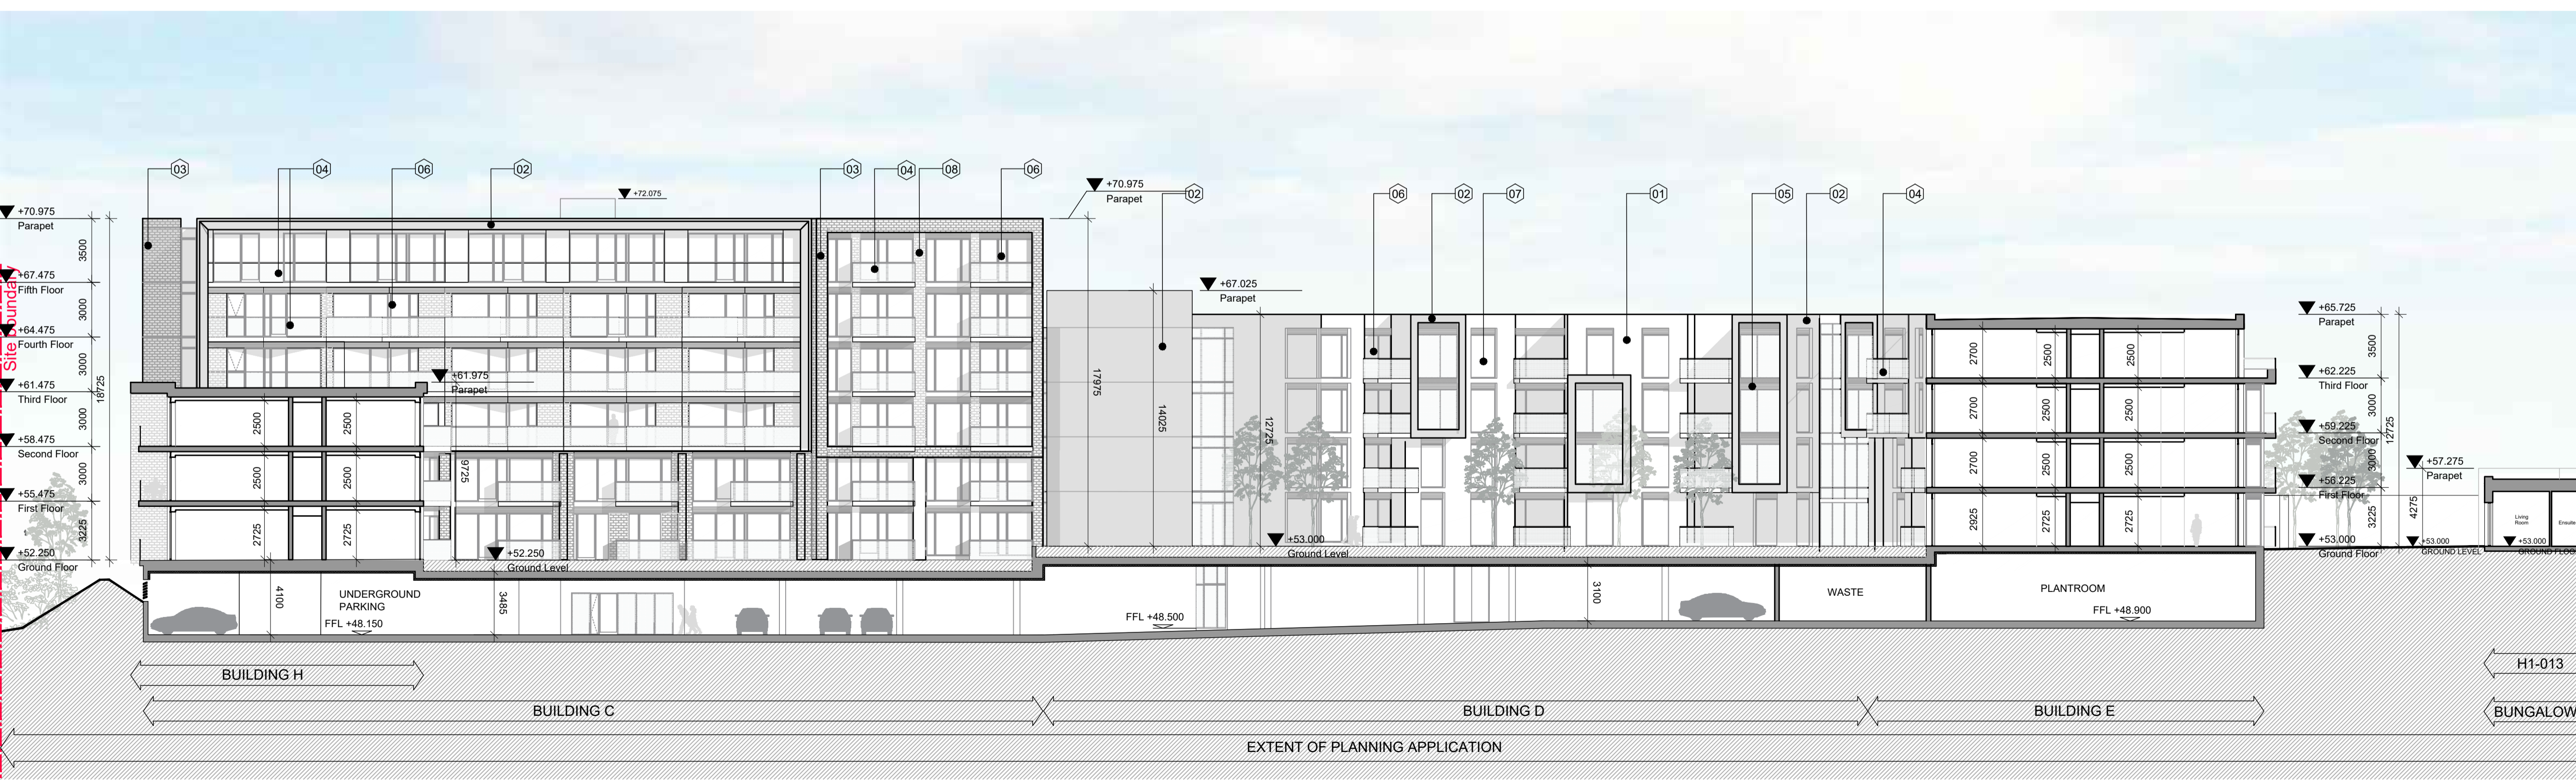 03
04
06
02
+72.075
03
04
08
06
+70.975
Parapet
02
06
02
07
01
05
02
04
+70.975
Parapet
3500
+67.475
Fifth Floor
3000
+64.475
Fourth Floor
3000
+61.475
Third Floor
3000
+58.475
Second Floor
3000
+55.475
First Floor
3225
+52.250
Ground Floor
18725
Site boundary
+61.975
Parapet
2500
2500
2500
2500
2725
2725
9725
+52.250
Ground Level
17975
14025
12725
+67.025
Parapet
+53.000
Ground Level
2700
2500
2500
2700
2500
2500
2700
2500
2500
2925
2725
2725
+65.725
Parapet
3500
+62.225
Third Floor
3000
+59.225
Second Floor
3000
+56.225
First Floor
3225
+53.000
Ground Floor
12725
+57.275
Parapet
4275
+53.000
GROUND LEVEL
Living
Room
Ensuite
+53.000
GROUND FLOO
4100
UNDERGROUND
PARKING
FFL +48.150
3485
FFL +48.500
3100
WASTE
PLANTROOM
FFL +48.900
BUILDING H
H1-013
BUILDING C
BUILDING D
BUILDING E
BUNGALOW
EXTENT OF PLANNING APPLICATION